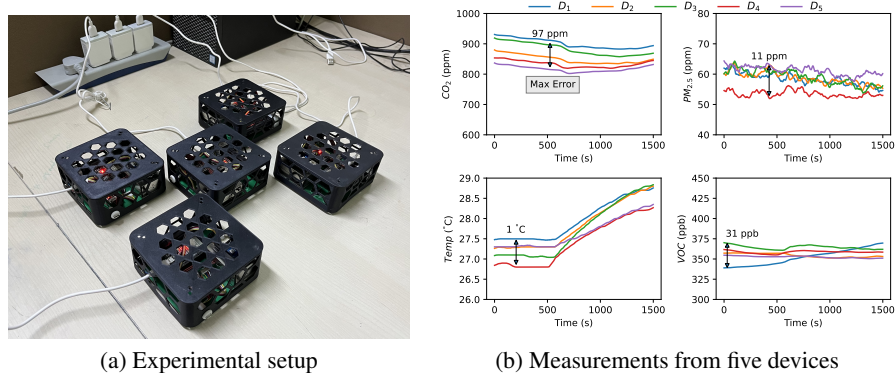 D1 D2 D3 D4 D5
1000
900
800
700
600
CO2 (ppm)
97 ppm
Max Error
0 500 1000 1500
Time (s)
80
70
60
50
40
PM2.5 (ppm)
11 ppm
0 500 1000 1500
Time (s)
29.0
28.5
28.0
27.5
27.0
26.5
26.0
Temp (°C)
1 °C
0 500 1000 1500
Time (s)
450
425
400
375
350
325
300
VOC (ppb)
31 ppb
0 500 1000 1500
Time (s)
(a) Experimental setup
(b) Measurements from five devices